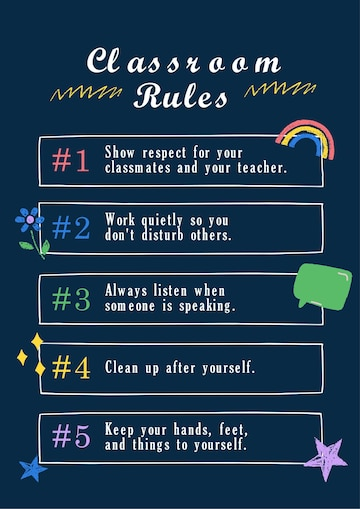 Classroom
Rules
#1 Show respect for your
classmates and your teacher.
#2 Work quietly so you
don't disturb others.
#3 Always listen when
someone is speaking.
#4 Clean up after yourself.
#5 Keep your hands, feet,
and things to yourself.